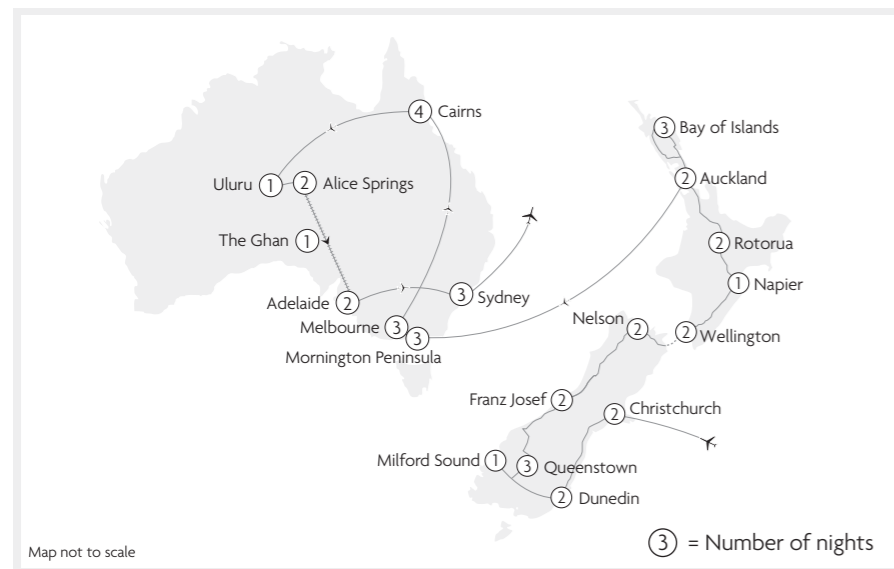 4 Cairns
3 Bay of Islands
Uluru 1
2 Alice Springs
2 Auckland
The Ghan 1
2 Rotorua
1 Napier
Adelaide 2
3 Sydney
Melbourne 3
3
Mornington Peninsula
Nelson
2
2 Wellington
Franz Josef 2
Christchurch
2
Milford Sound 1
3 Queenstown
2 Dunedin
Map not to scale
3 = Number of nights